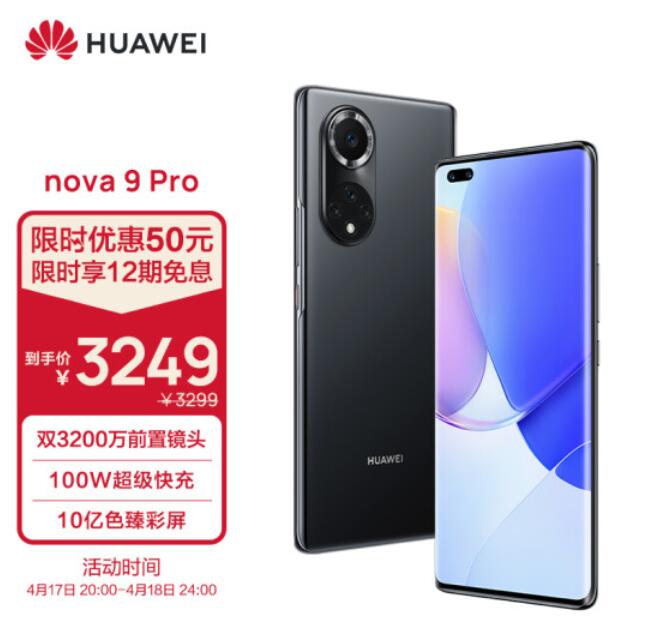 HUAWEI
nova 9 Pro
限时优惠50元
限时享12期免息
到手价
¥3249
¥3299
双3200万前置镜头
100W超级快充
10亿色臻彩屏
活动时间
4月17日 20:00-4月18日 24:00
HUAWEI